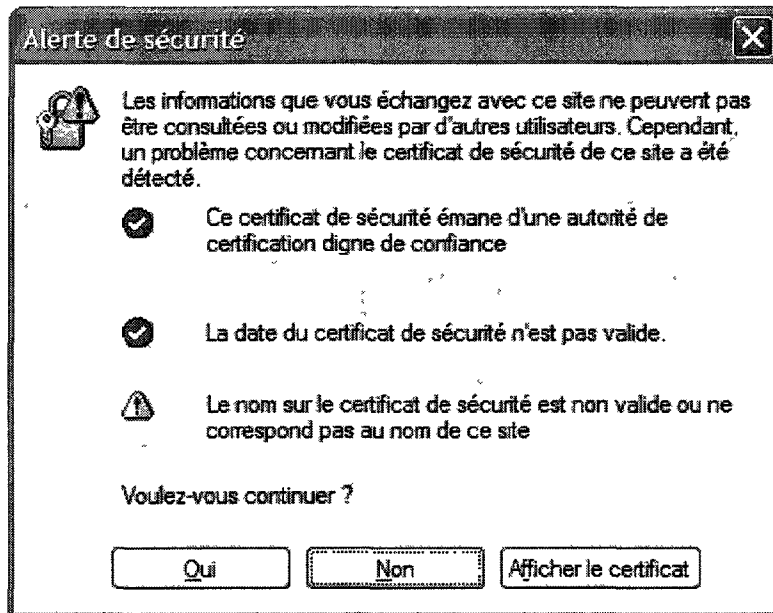 Alerte de sécurité
Les informations que vous échangez avec ce site ne peuvent pas
être consultées ou modifiées par d'autres utilisateurs. Cependant,
un problème concernant le certificat de sécurité de ce site a été
détecté.
Ce certificat de sécurité émane d'une autorité de
certification digne de confiance
La date du certificat de sécurité n'est pas valide.
Le nom sur le certificat de sécurité est non valide ou ne
correspond pas au nom de ce site
Voulez-vous continuer ?
Oui
Non
Afficher le certificat